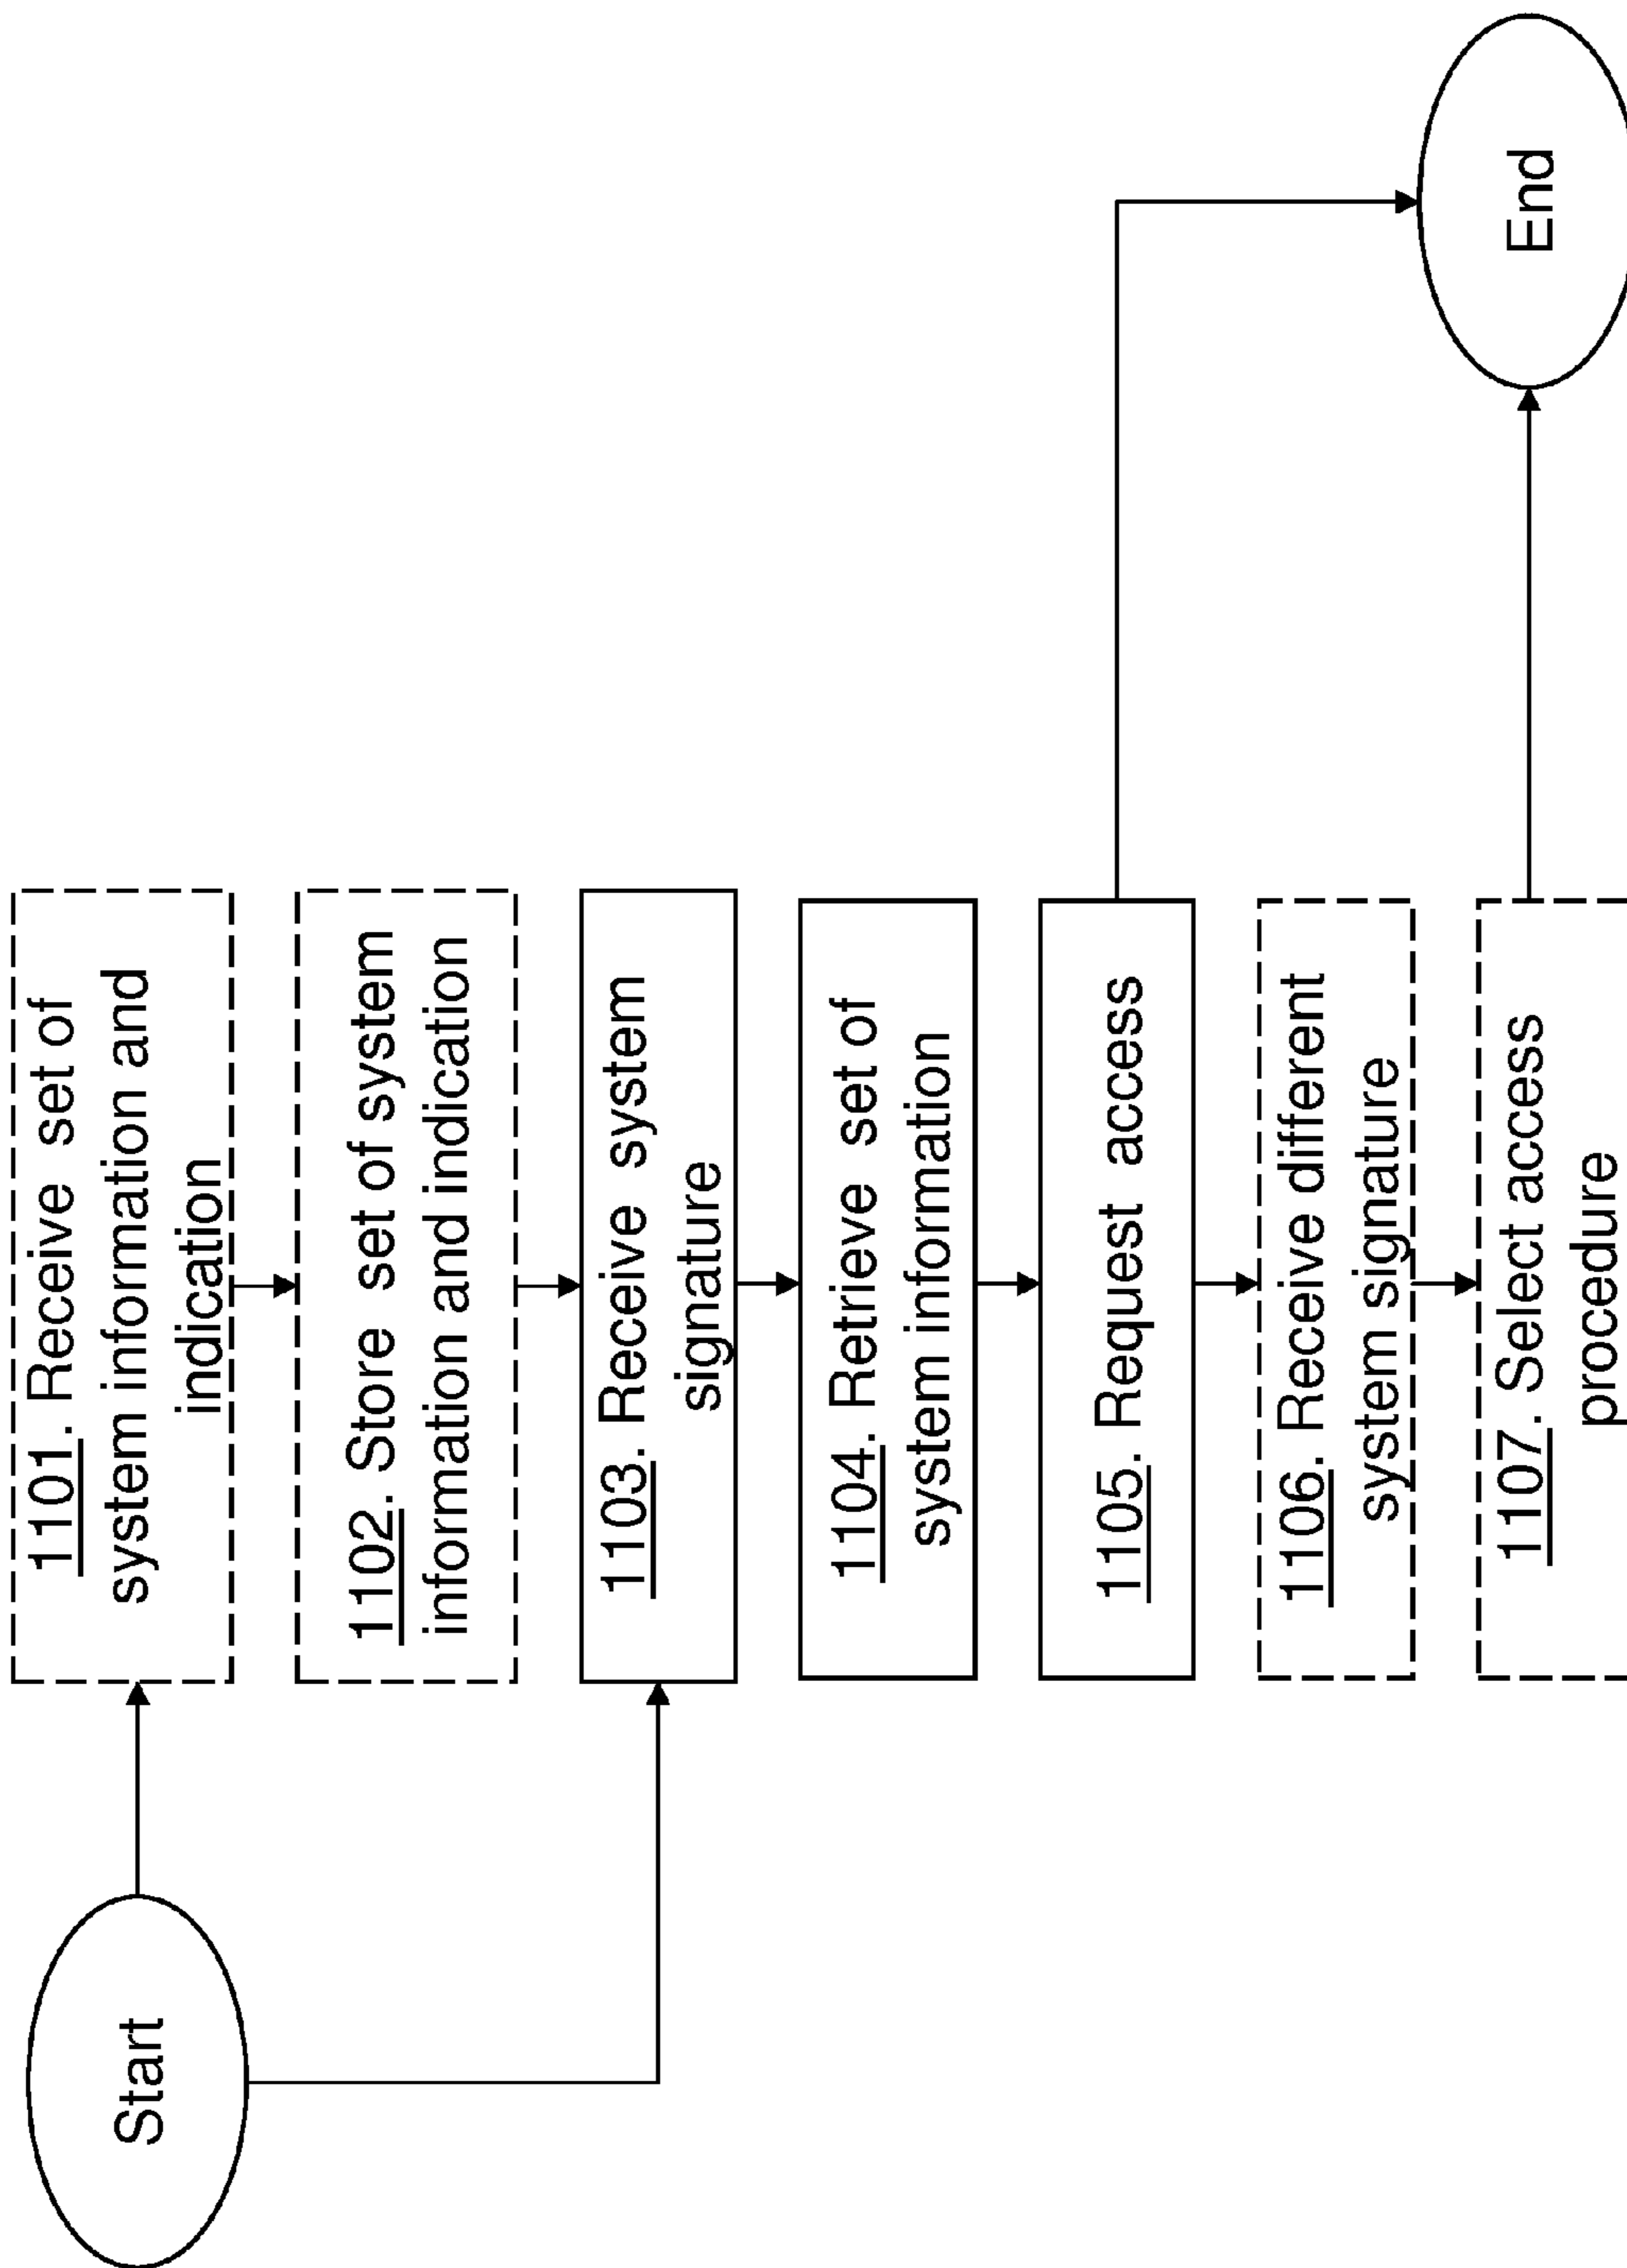 Start
1101. Receive set of
system information and
indication
1102. Store set of system
information and indication
1103. Receive system
signature
1104. Retrieve set of
system information
1105. Request access
1106. Receive different
system signature
1107. Select access
procedure
End